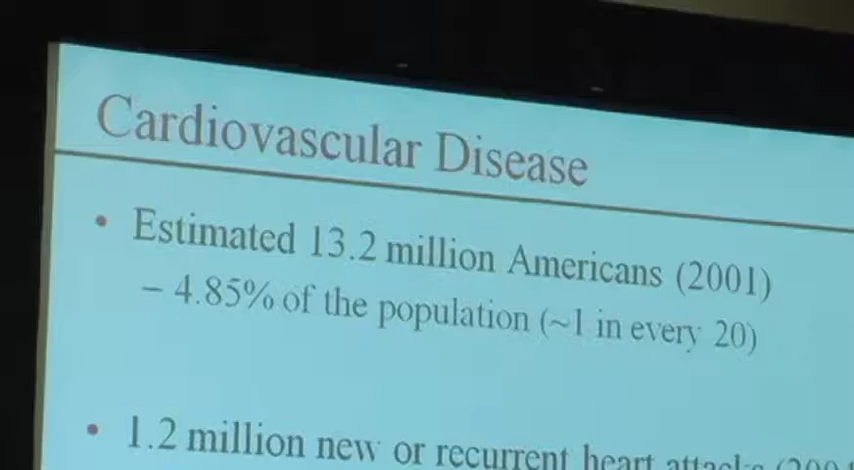 Cardiovascular Disease
• Estimated 13.2 million Americans (2001)
– 4.85% of the population (~1 in every 20)
• 1.2 million new or recurrent heart attacks